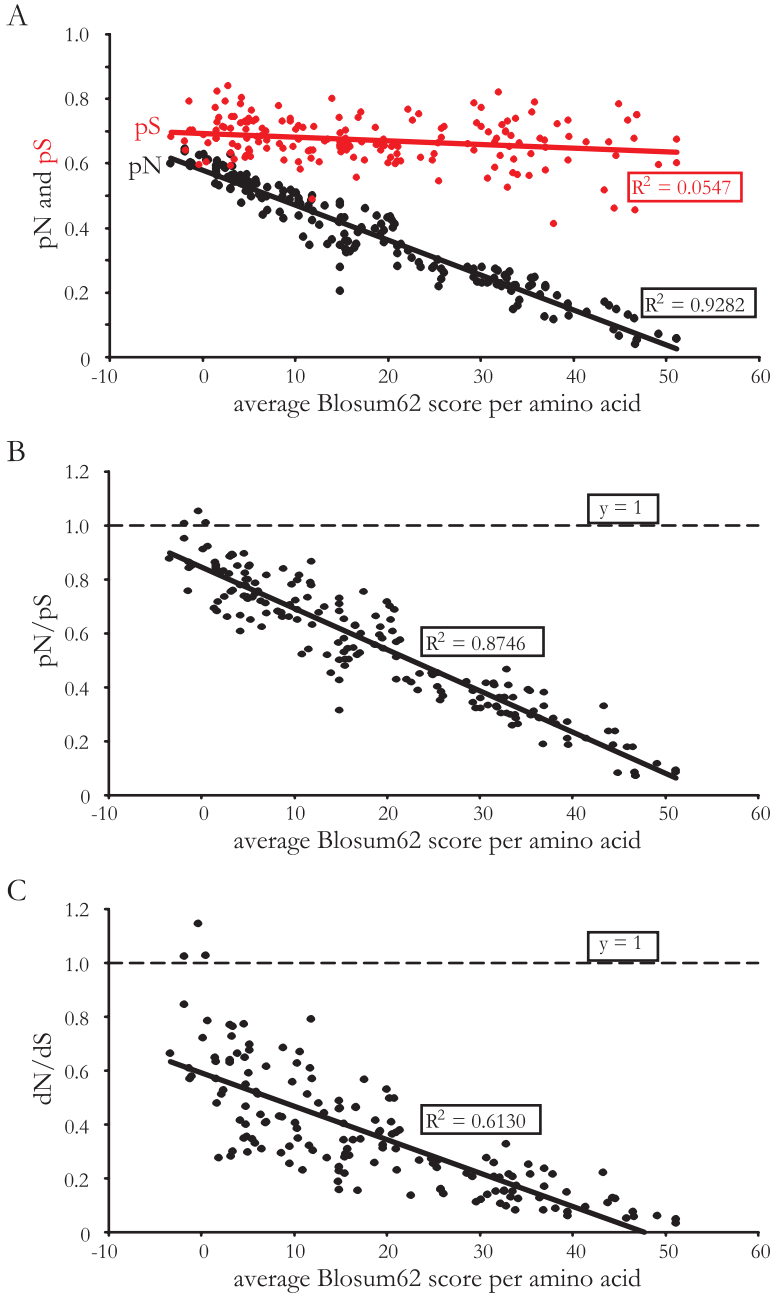 A
1.0
0.8
0.6
0.4
0.2
0
pN and pS
pS
pN
R² = 0.0547
R² = 0.9282
-10 0 10 20 30 40 50 60
average Blosum62 score per amino acid
B
1.2
1.0
0.8
0.6
0.4
0.2
0
pN/pS
y = 1
R² = 0.8746
-10 0 10 20 30 40 50 60
average Blosum62 score per amino acid
C
1.2
1.0
0.8
0.6
0.4
0.2
0
dN/dS
y = 1
R² = 0.6130
-10 0 10 20 30 40 50 60
average Blosum62 score per amino acid